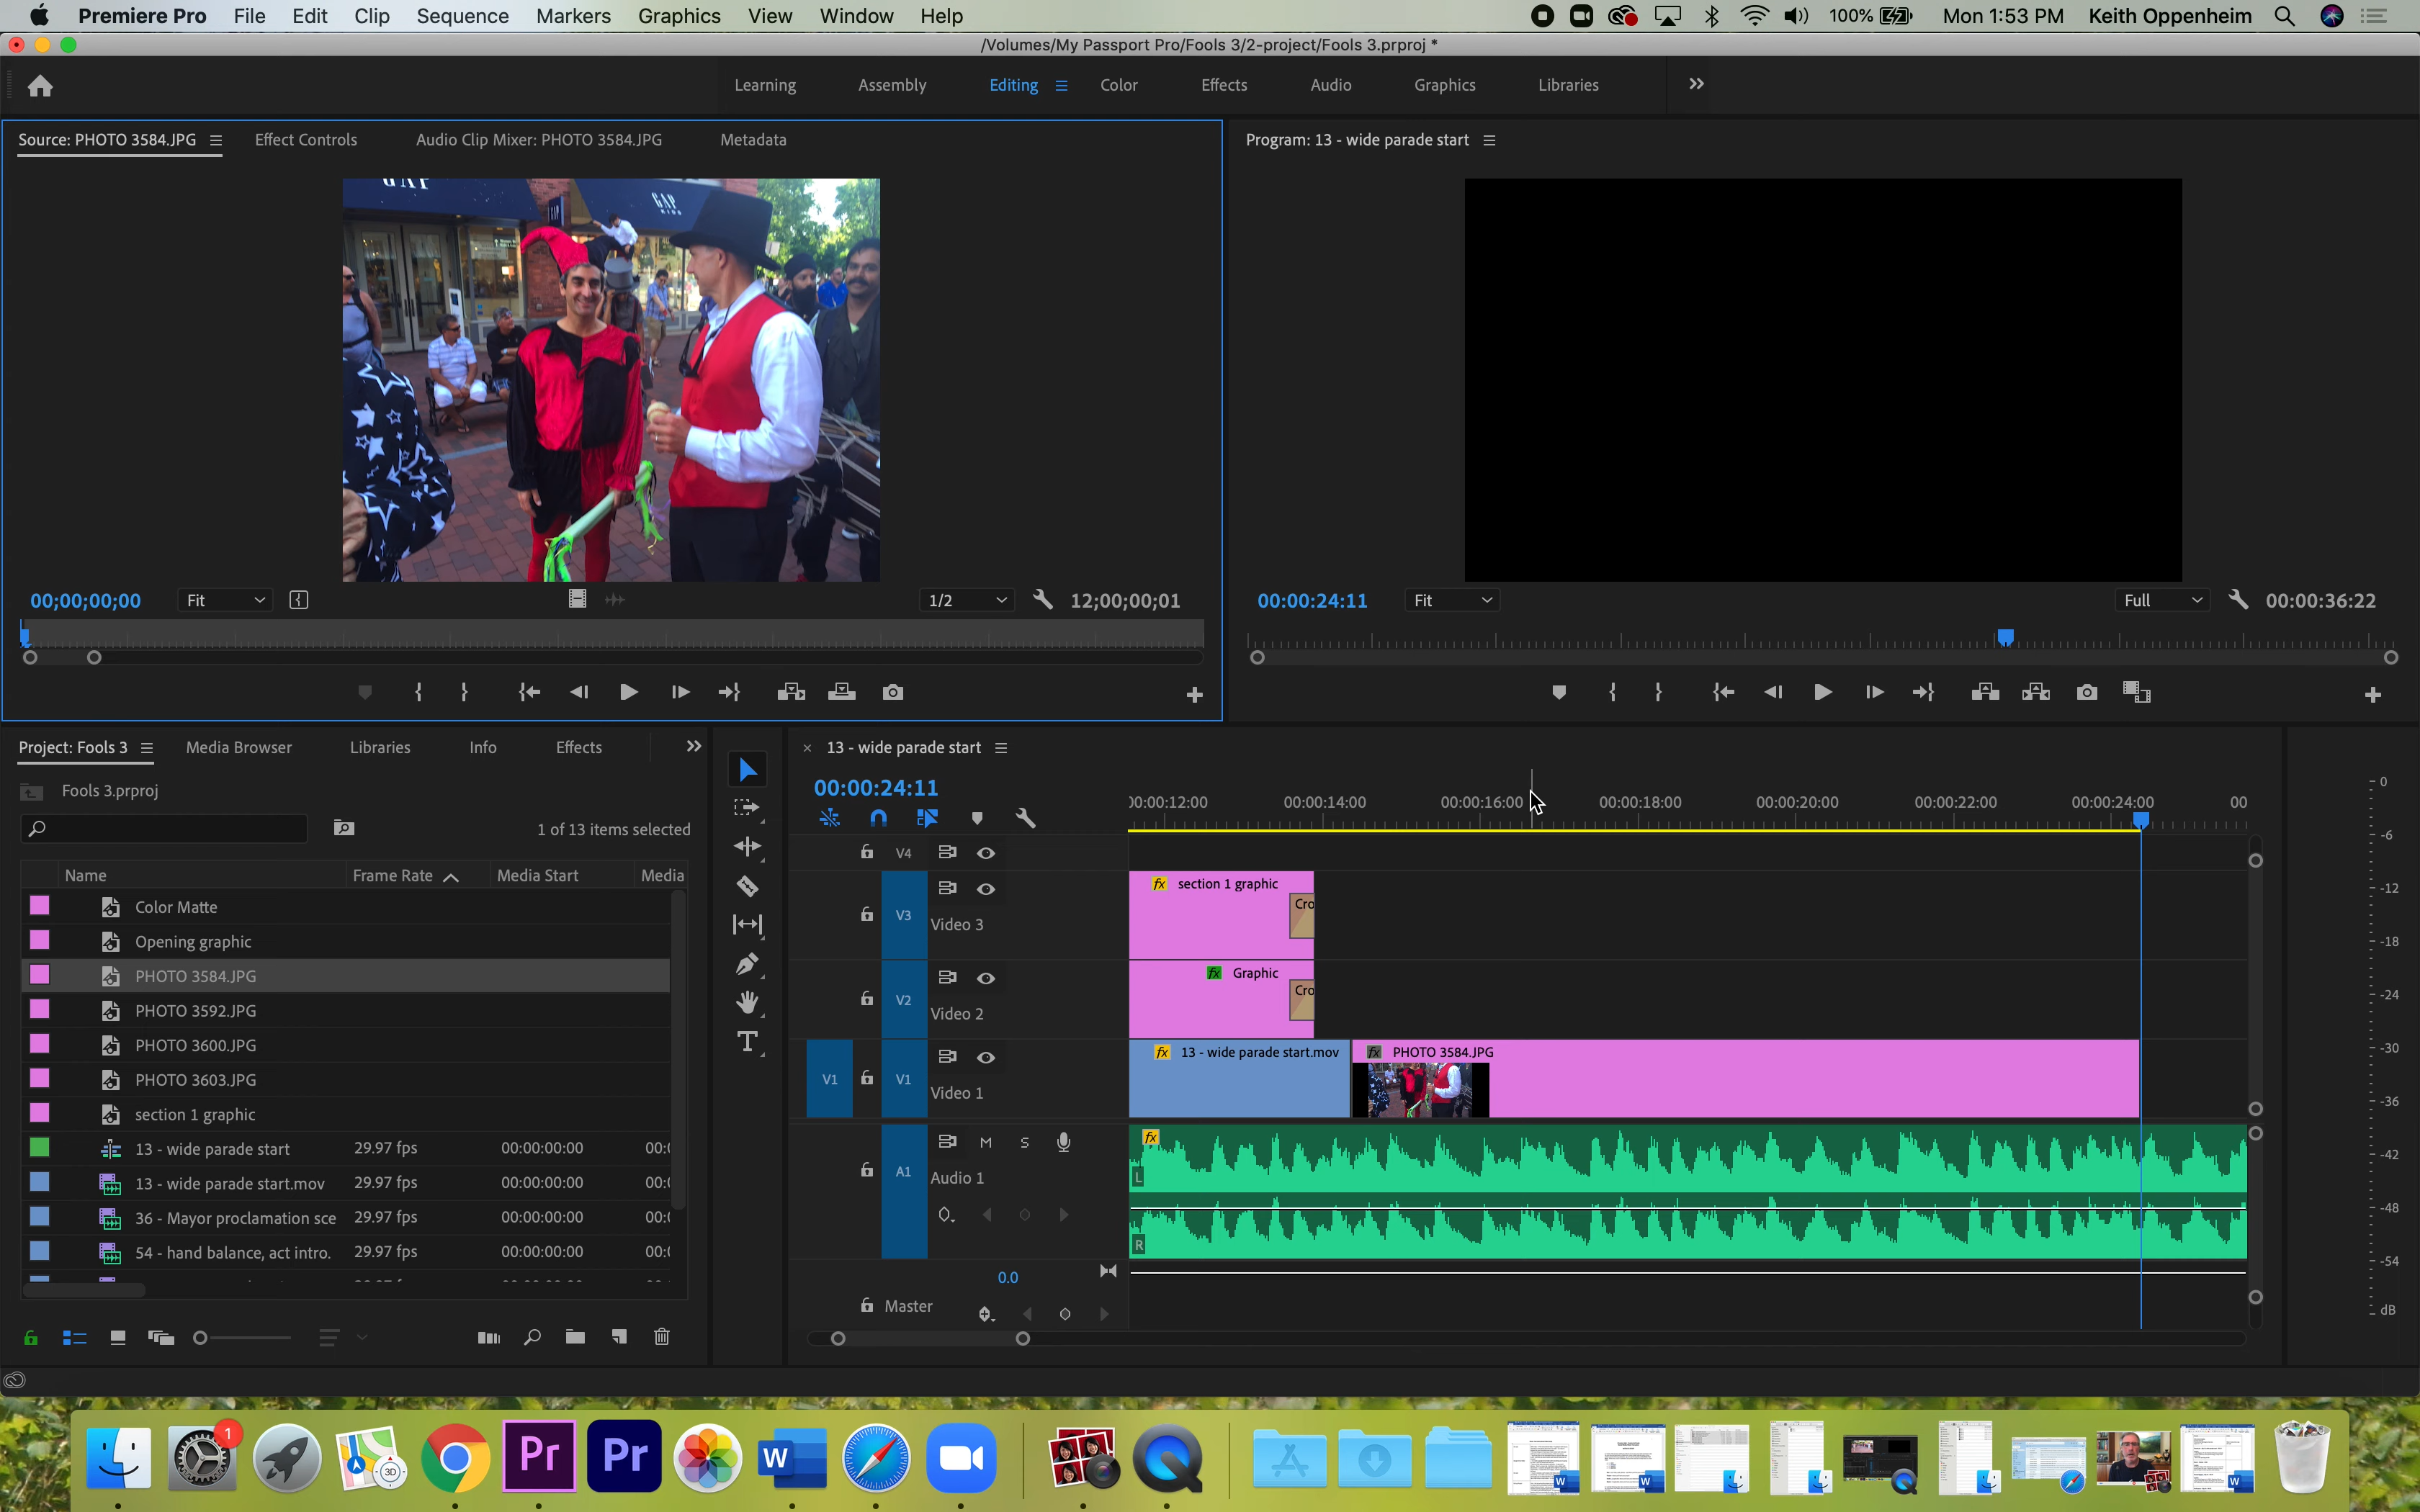 Premiere Pro File Edit Clip Sequence Markers Graphics View Window Help 100% Mon 1:53 PM Keith Oppenheim
/Volumes/My Passport Pro/Fools 3/2-project/Fools 3.prproj *
Learning Assembly Editing Color Effects Audio Graphics Libraries
Source: PHOTO 3584.JPG Effect Controls Audio Clip Mixer: PHOTO 3584.JPG Metadata
Program: 13 - wide parade start
GAP
GAP
00;00;00;00 Fit 1/2 12;00;00;01
00:00:24:11 Fit Full 00:00:36:22
Project: Fools 3 Media Browser Libraries Info Effects
Fools 3.prproj
1 of 13 items selected
Name Frame Rate Media Start Media
Color Matte
Opening graphic
PHOTO 3584.JPG
PHOTO 3592.JPG
PHOTO 3600.JPG
PHOTO 3603.JPG
section 1 graphic
13 - wide parade start 29.97 fps 00:00:00:00 00:
13 - wide parade start.mov 29.97 fps 00:00:00:00 00:
36 - Mayor proclamation sce 29.97 fps 00:00:00:00 00:
54 - hand balance, act intro. 29.97 fps 00:00:00:00 00:
× 13 - wide parade start
00:00:24:11
00:00:12:00 00:00:14:00 00:00:16:00 00:00:18:00 00:00:20:00 00:00:22:00 00:00:24:00 00
V4
V3 Video 3
fx section 1 graphic
Cro
V2 Video 2
fx Graphic
Cro
V1 V1 Video 1
fx 13 - wide parade start.mov
fx PHOTO 3584.JPG
A1 M S Audio 1
fx
L
R
0.0
Master
0
-6
-12
-18
-24
-30
-36
-42
-48
-54
dB
T
1
3D
Pr
Pr
W
W
W
W